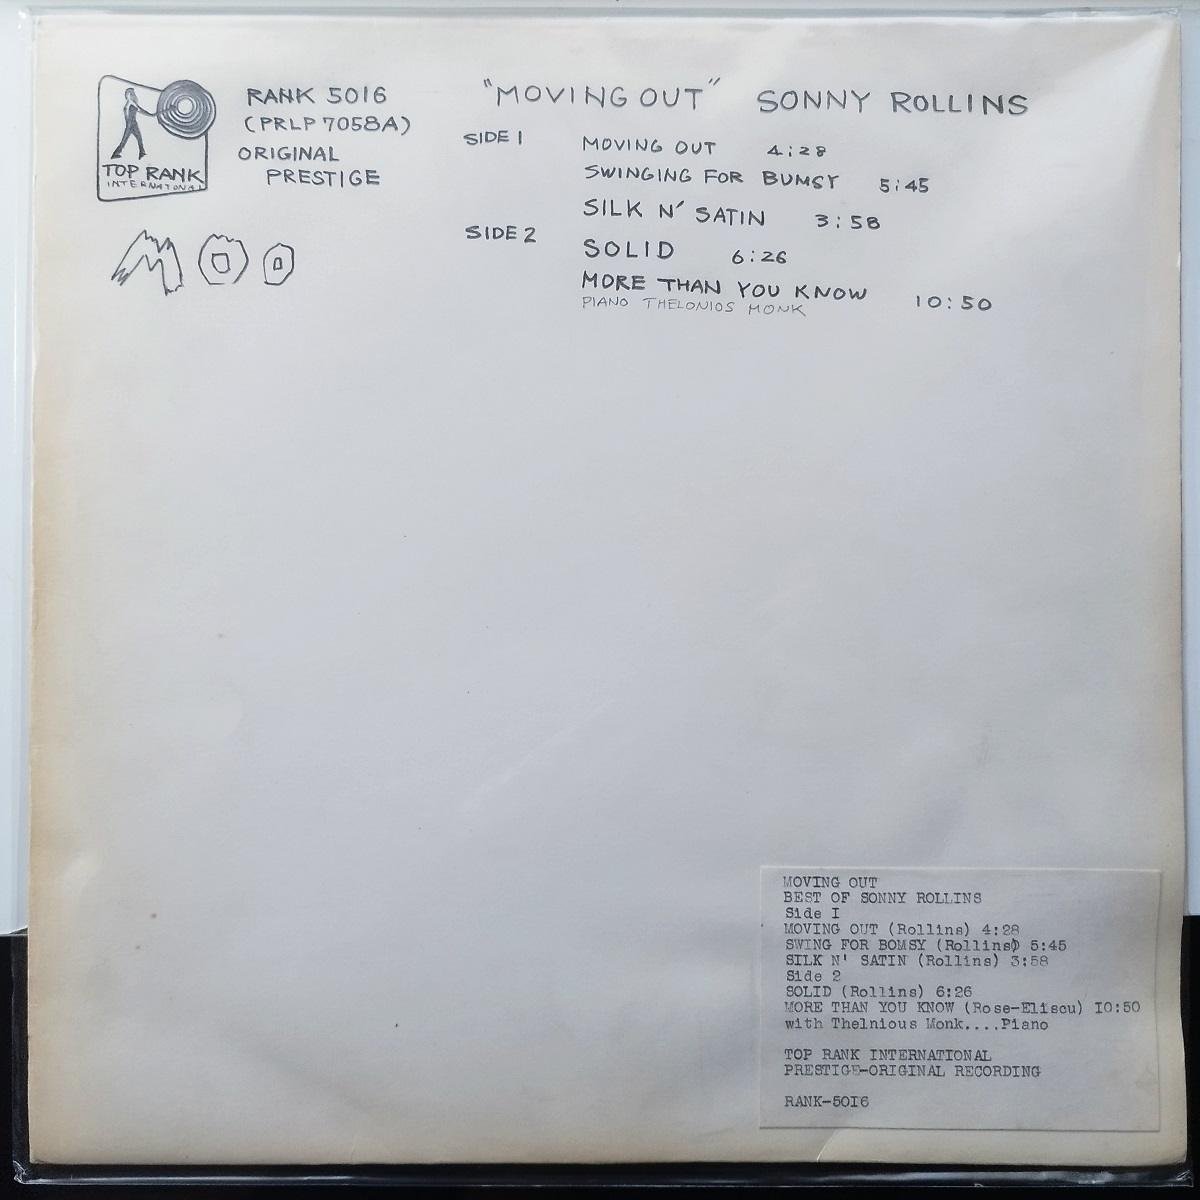 TOP RANK
INTERNATIONAL
RANK 5016
(PRLP 7058A)
ORIGINAL
PRESTIGE
MOO
"MOVING OUT" SONNY ROLLINS
SIDE 1 MOVING OUT 4:28
SWINGING FOR BUMSY 5:45
SILK N' SATIN 3:58
SIDE 2 SOLID 6:26
MORE THAN YOU KNOW 10:50
PIANO THELONIOS MONK
MOVING OUT
BEST OF SONNY ROLLINS
Side I
MOVING OUT (Rollins) 4:28
SWING FOR BOMSY (Rollins) 5:45
SILK N' SATIN (Rollins) 3:58
Side 2
SOLID (Rollins) 6:26
MORE THAN YOU KNOW (Rose-Eliscu) IO:50
with Thelnious Monk....Piano
TOP RANK INTERNATIONAL
PRESTIGE-ORIGINAL RECORDING
RANK-5OI6